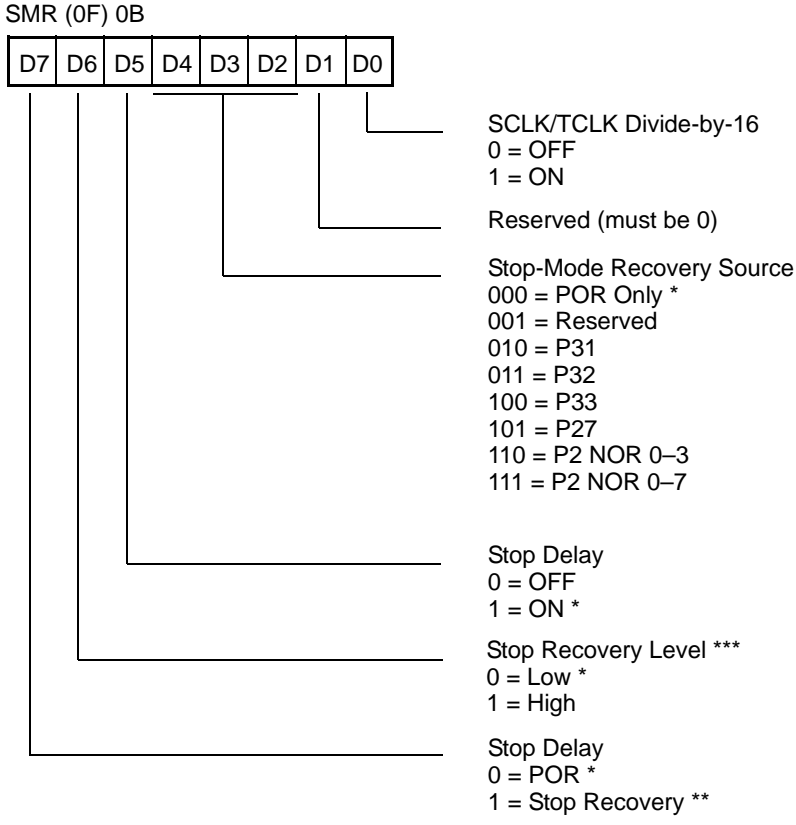 SMR (0F) 0B
D7 D6 D5 D4 D3 D2 D1 D0
SCLK/TCLK Divide-by-16
0 = OFF
1 = ON
Reserved (must be 0)
Stop-Mode Recovery Source
000 = POR Only *
001 = Reserved
010 = P31
011 = P32
100 = P33
101 = P27
110 = P2 NOR 0–3
111 = P2 NOR 0–7
Stop Delay
0 = OFF
1 = ON *
Stop Recovery Level ***
0 = Low *
1 = High
Stop Delay
0 = POR *
1 = Stop Recovery **